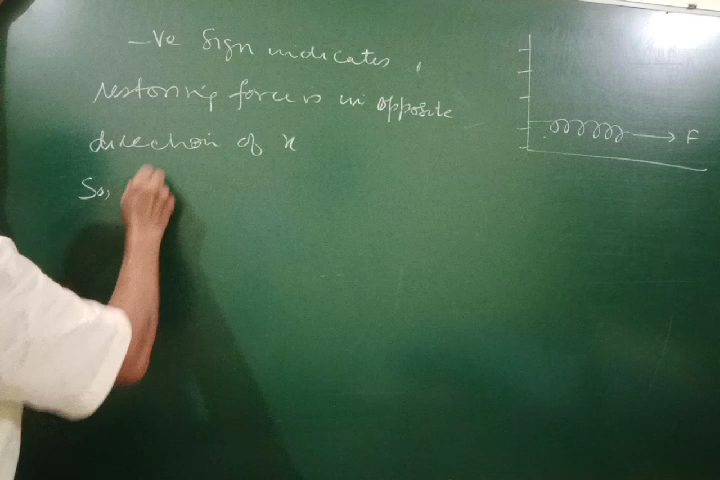 -Ve Sign indicates,
restoring force is in opposite
direction of x
So,
F